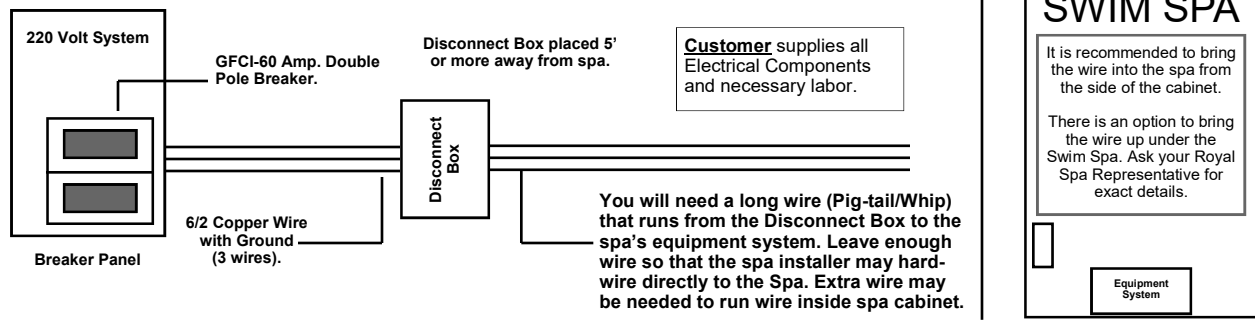 220 Volt System
GFCI-60 Amp. Double
Pole Breaker.
Disconnect Box placed 5’
or more away from spa.
Customer supplies all
Electrical Components
and necessary labor.
Disconnect
Box
6/2 Copper Wire
with Ground
(3 wires).
Breaker Panel
You will need a long wire (Pig-tail/Whip)
that runs from the Disconnect Box to the
spa’s equipment system. Leave enough
wire so that the spa installer may hard-
wire directly to the Spa. Extra wire may
be needed to run wire inside spa cabinet.
SWIM SPA
It is recommended to bring
the wire into the spa from
the side of the cabinet.
There is an option to bring
the wire up under the
Swim Spa. Ask your Royal
Spa Representative for
exact details.
Equipment
System